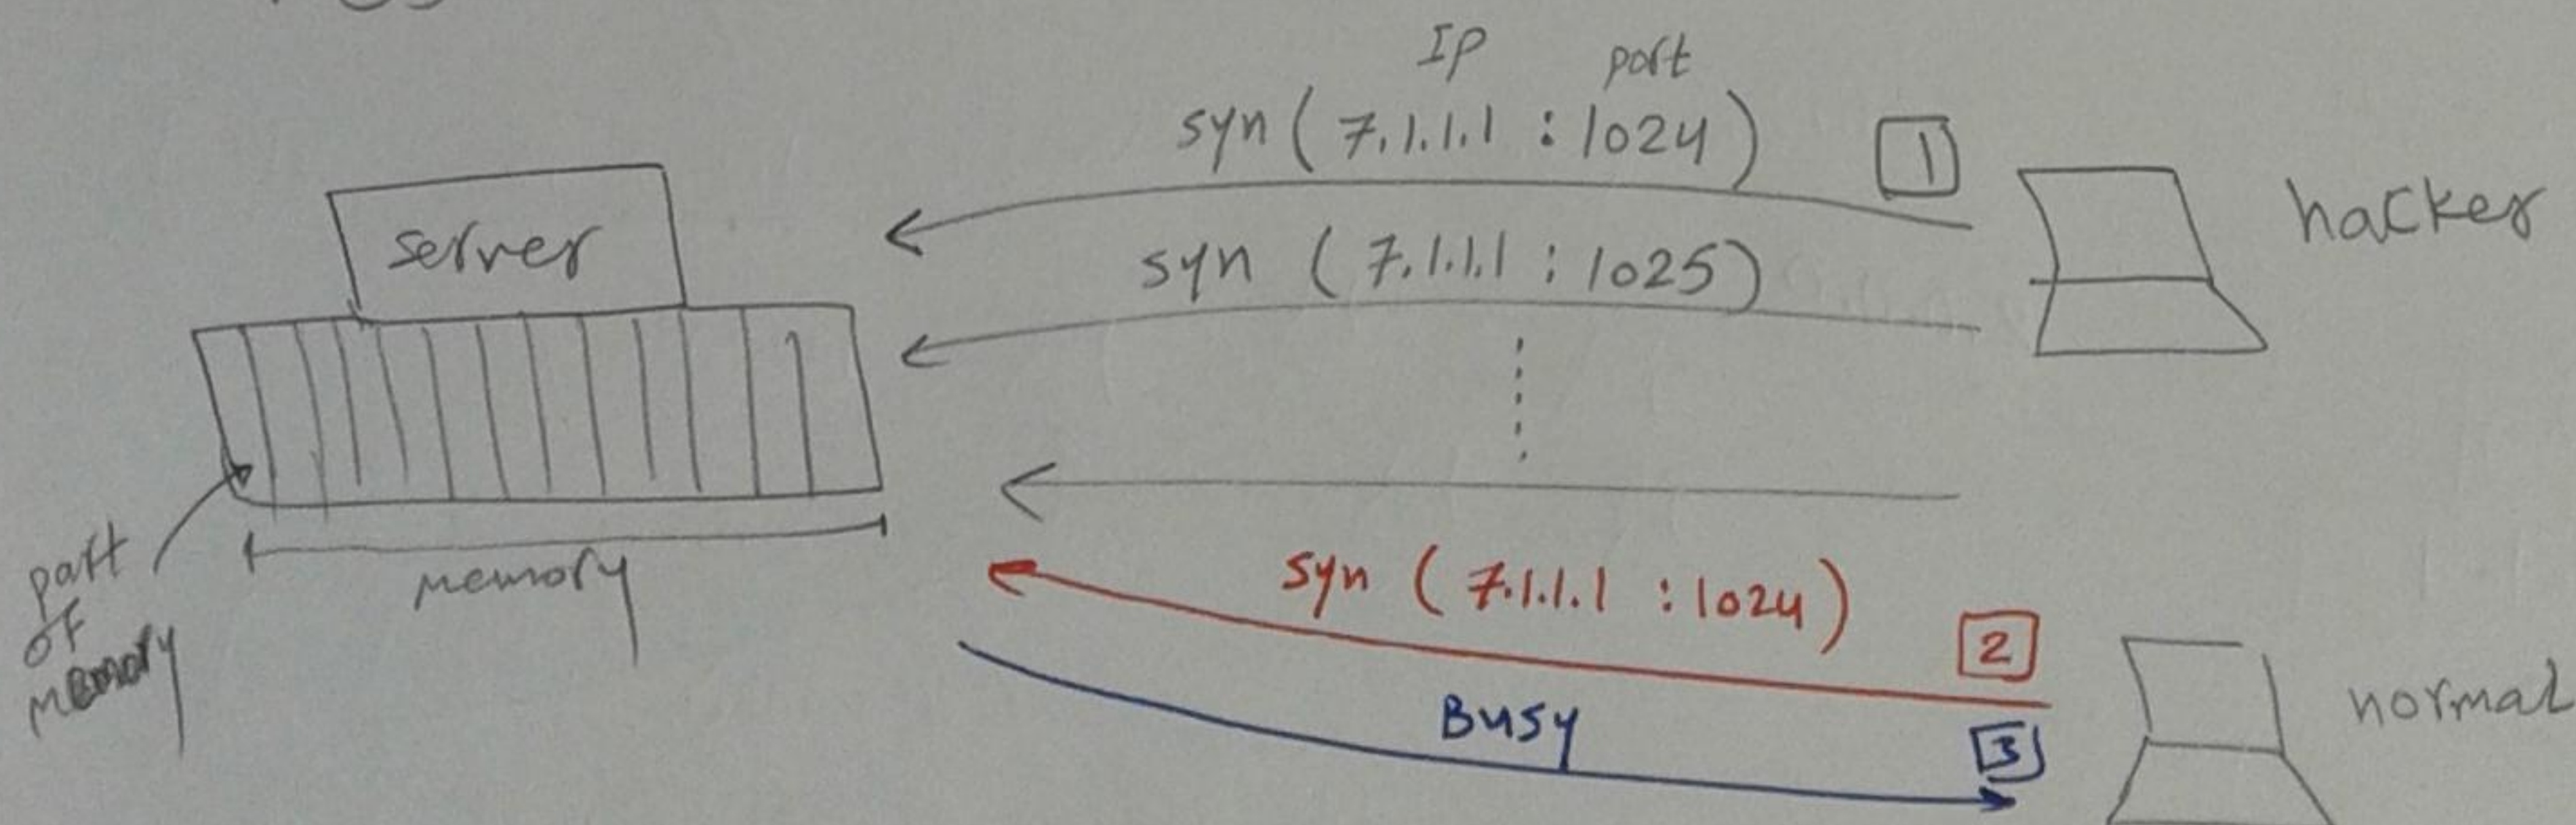 IP port
syn ( 7.1.1.1 : 1024 )
1
hacker
server
syn ( 7.1.1.1 : 1025 )
part
of
memory
memory
syn ( 7.1.1.1 : 1024 )
2
normal
Busy
3